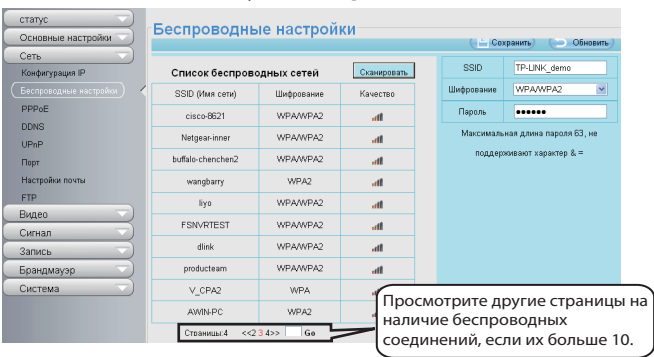 статус
Основные настройки
Сеть
Конфигурация IP
Беспроводные настройки
PPPoE
DDNS
UPnP
Порт
Настройки почты
FTP
Видео
Сигнал
Запись
Брандмауэр
Система
Беспроводные настройки
Сохранить
Обновить
Список беспроводных сетей
Сканировать
SSID (Имя сети) Шифрование Качество
cisco-8621 WPA/WPA2
Netgear-inner WPA/WPA2
buffalo-chenchen2 WPA/WPA2
wangbarry WPA2
liyo WPA/WPA2
FSNVRTEST WPA/WPA2
dlink WPA/WPA2
producteam WPA/WPA2
V_CPA2 WPA
AWIN-PC WPA2
Страницы:4 <<2 3 4>> Go
SSID TP-LINK_demo
Шифрование WPA/WPA2
Пароль ••••••
Максимальная длина пароля 63, не
поддерживают характер & =
Просмотрите другие страницы на
наличие беспроводных
соединений, если их больше 10.